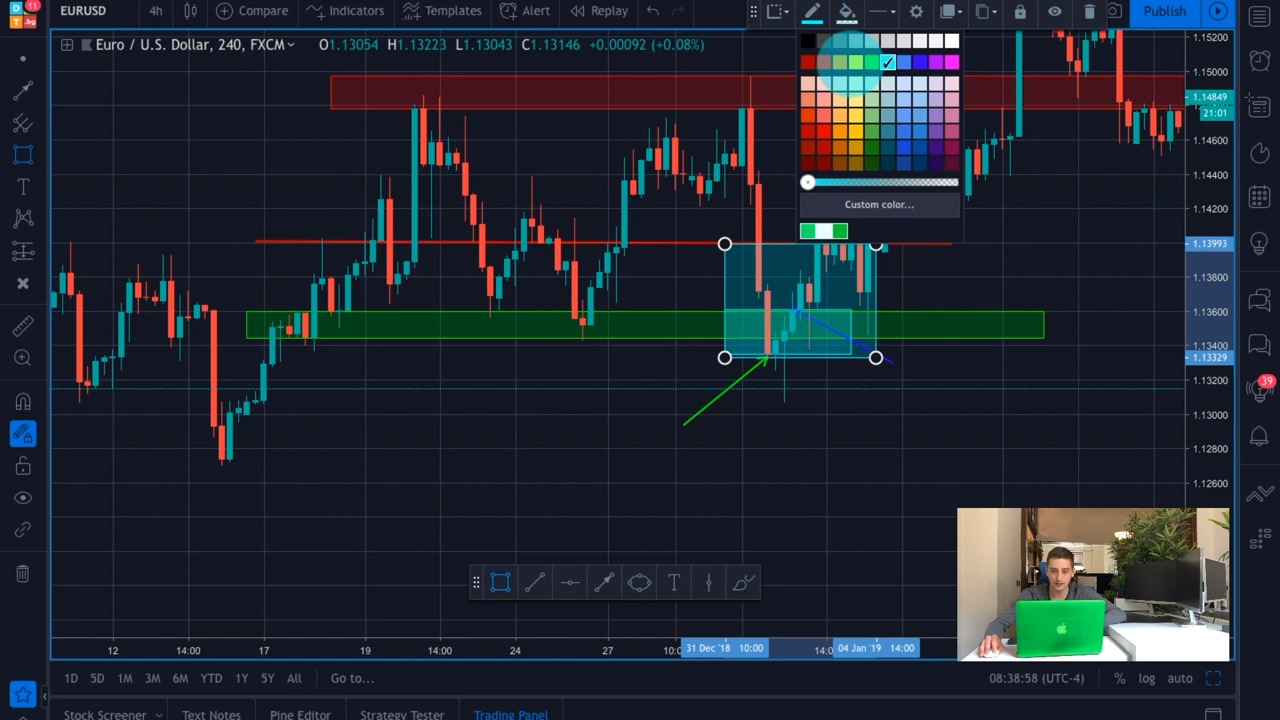 11
EURUSD
4h
Compare
Indicators
Templates
Alert
Replay
Publish
Euro / U.S. Dollar, 240, FXCM O1.13054 H1.13223 L1.13043 C1.13146 +0.00092 (+0.08%)
Custom color...
1.15200
1.15000
1.14849
21:01
1.14600
1.14400
1.14200
1.13993
1.13800
1.13600
1.13400
1.13329
1.13200
1.13000
1.12800
1.12600
39
12
14:00
17
19
14:00
24
27
31 Dec '18 10:00
04 Jan '19 14:00
1D 5D 1M 3M 6M YTD 1Y 5Y All Go to...
08:38:58 (UTC-4) % log auto
Stock Screener Text Notes Pine Editor Strategy Tester Trading Panel